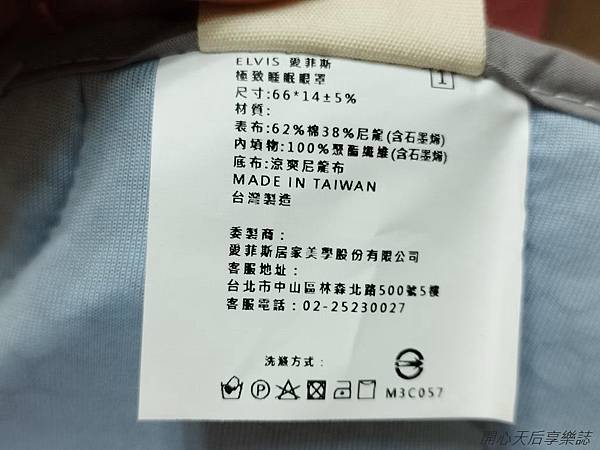 ELVIS 愛菲斯
1
極致睡眠眼罩
尺寸:66*14±5%
材質:
表布:62%棉38%尼龍(含石墨烯)
內填物:100%聚酯纖維(含石墨烯)
底布:涼爽尼龍布
MADE IN TAIWAN
台灣製造
委製商:
愛菲斯居家美學股份有限公司
客服地址:
台北市中山區林森北路500號5樓
客服電話:02-25230027
洗滌方式:
M3C057
開心天后享樂誌